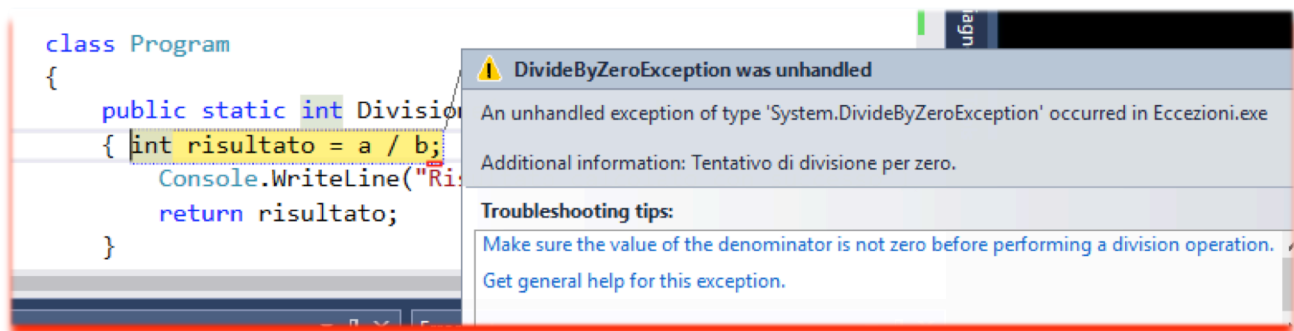 class Program
{
public static int Division
{ int risultato = a / b;
Console.WriteLine("Ris
return risultato;
}
DivideByZeroException was unhandled
An unhandled exception of type 'System.DivideByZeroException' occurred in Eccezioni.exe
Additional information: Tentativo di divisione per zero.
Troubleshooting tips:
Make sure the value of the denominator is not zero before performing a division operation.
Get general help for this exception.